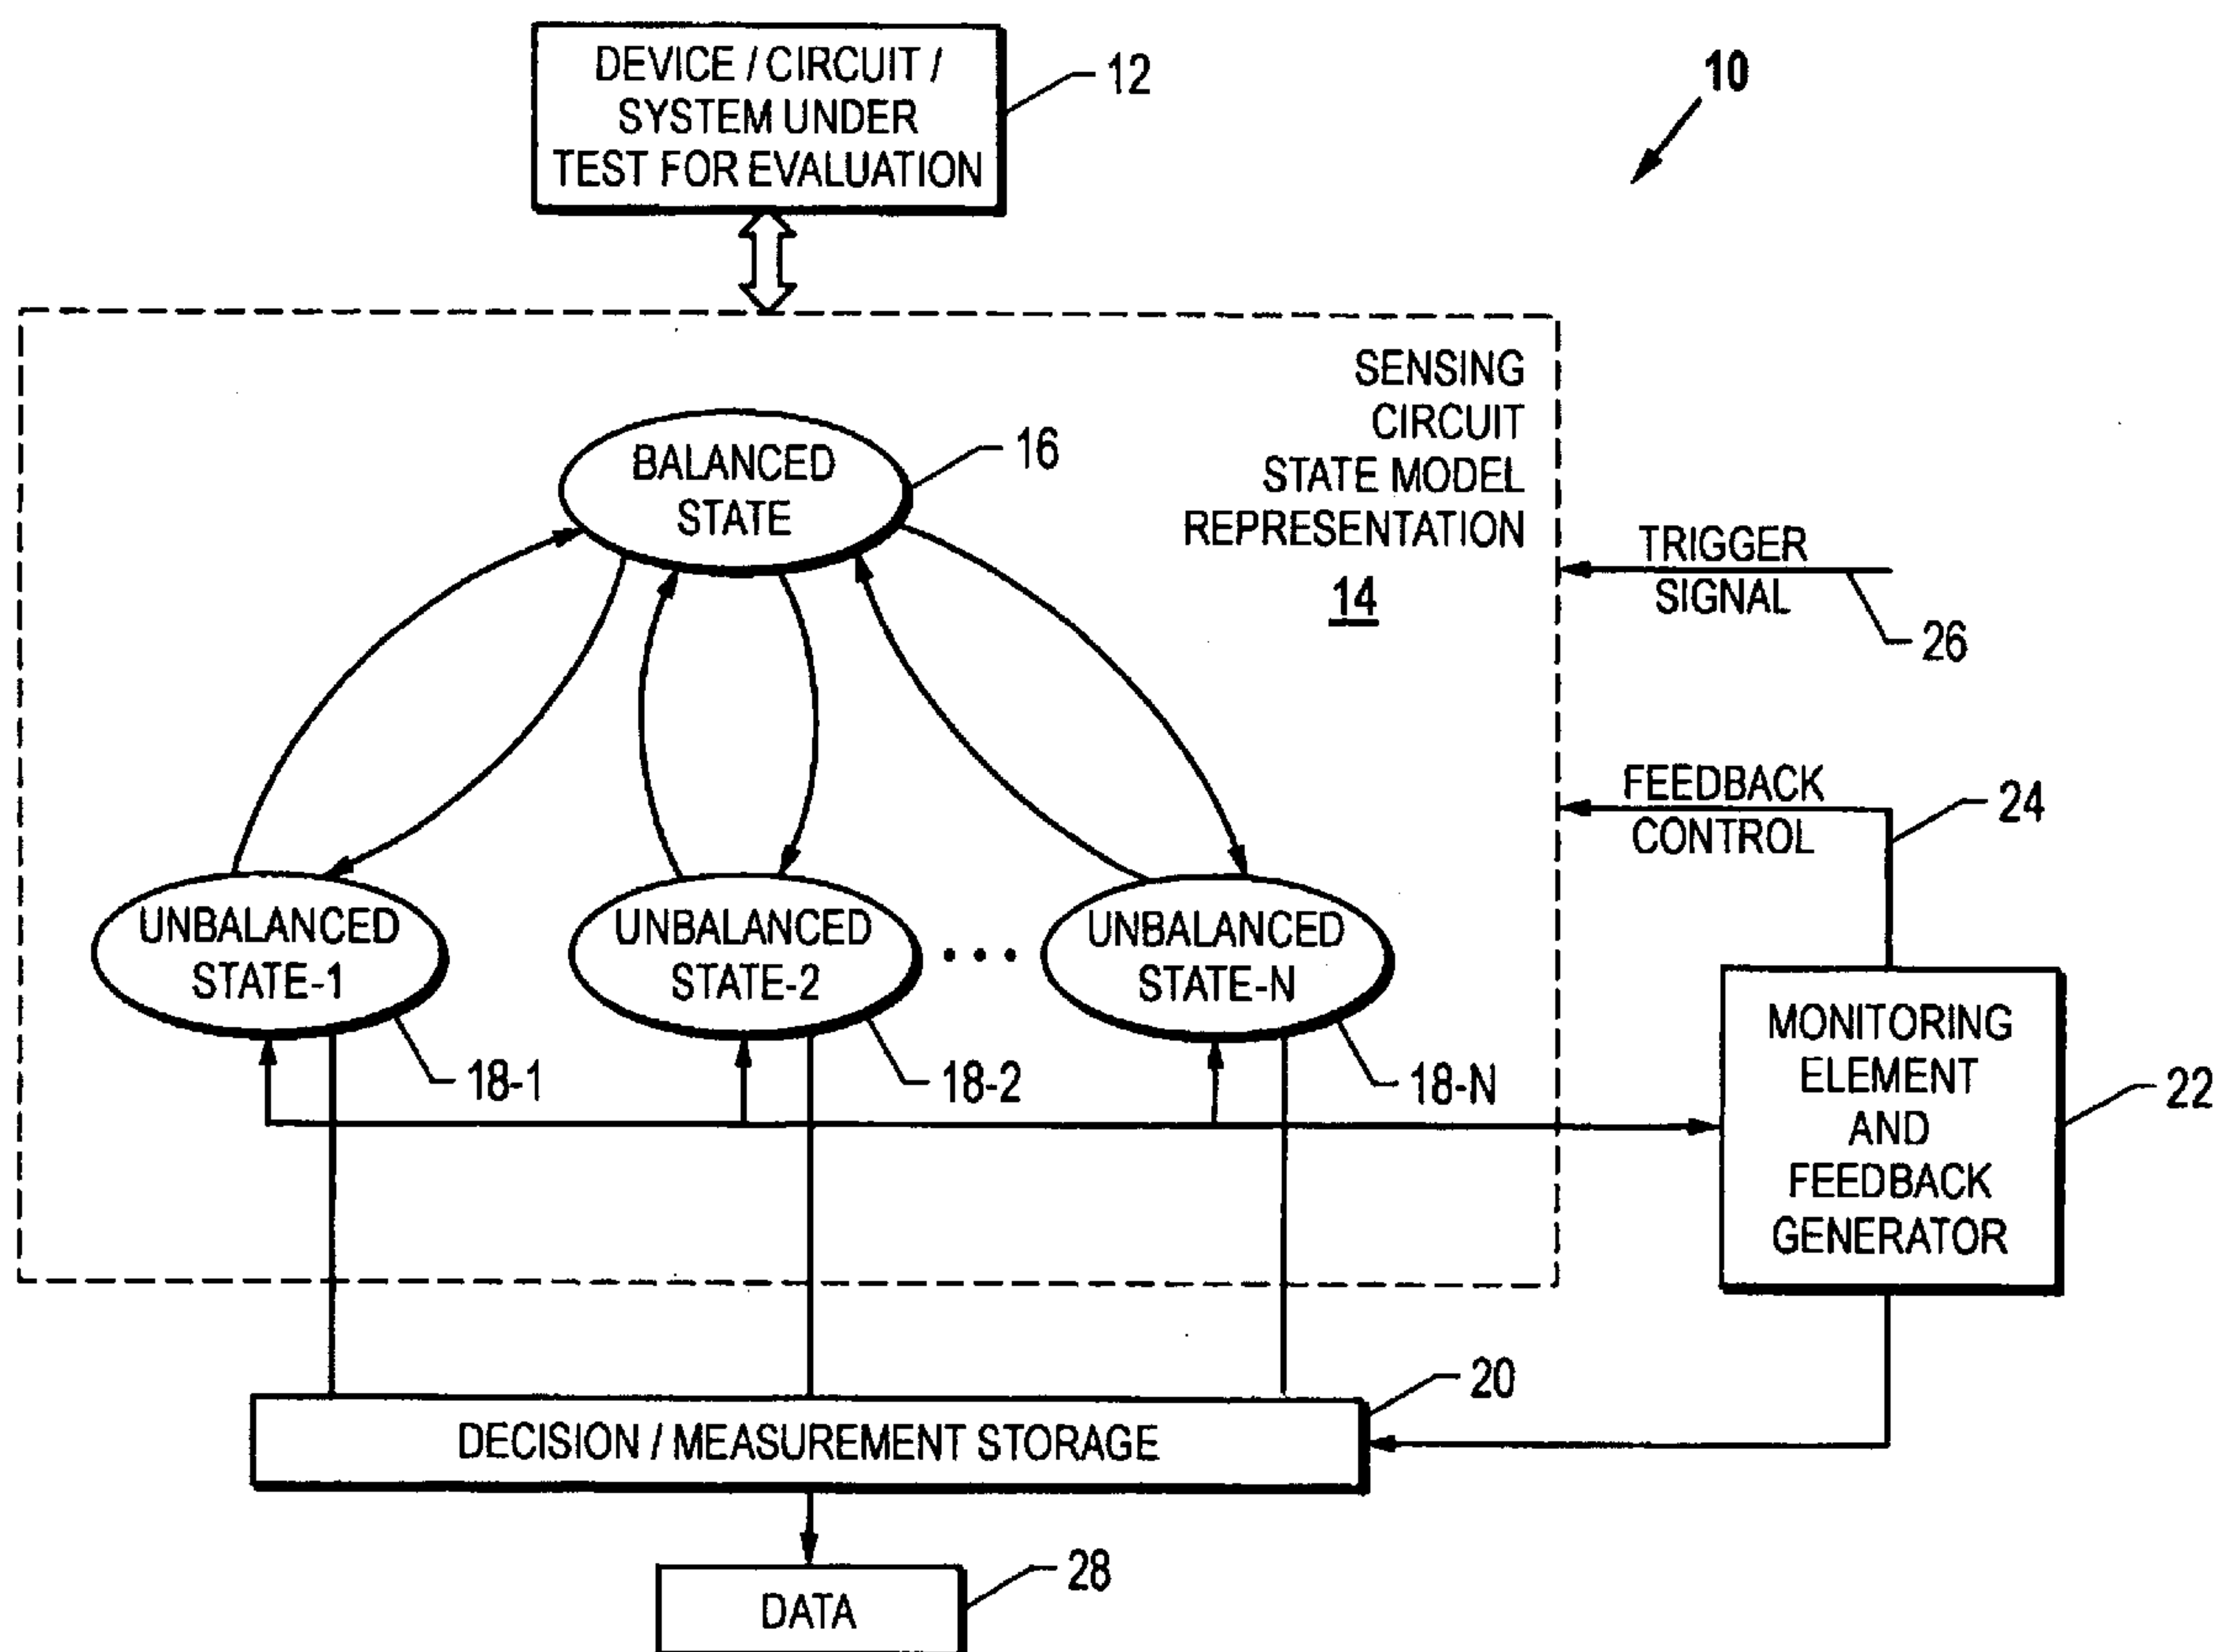 DEVICE / CIRCUIT /
SYSTEM UNDER
TEST FOR EVALUATION
12
10
SENSING
CIRCUIT
STATE MODEL
REPRESENTATION
14
BALANCED
STATE
16
TRIGGER
SIGNAL
26
FEEDBACK
CONTROL
24
UNBALANCED
STATE-1
18-1
UNBALANCED
STATE-2
18-2
UNBALANCED
STATE-N
18-N
MONITORING
ELEMENT
AND
FEEDBACK
GENERATOR
22
DECISION / MEASUREMENT STORAGE
20
DATA
28